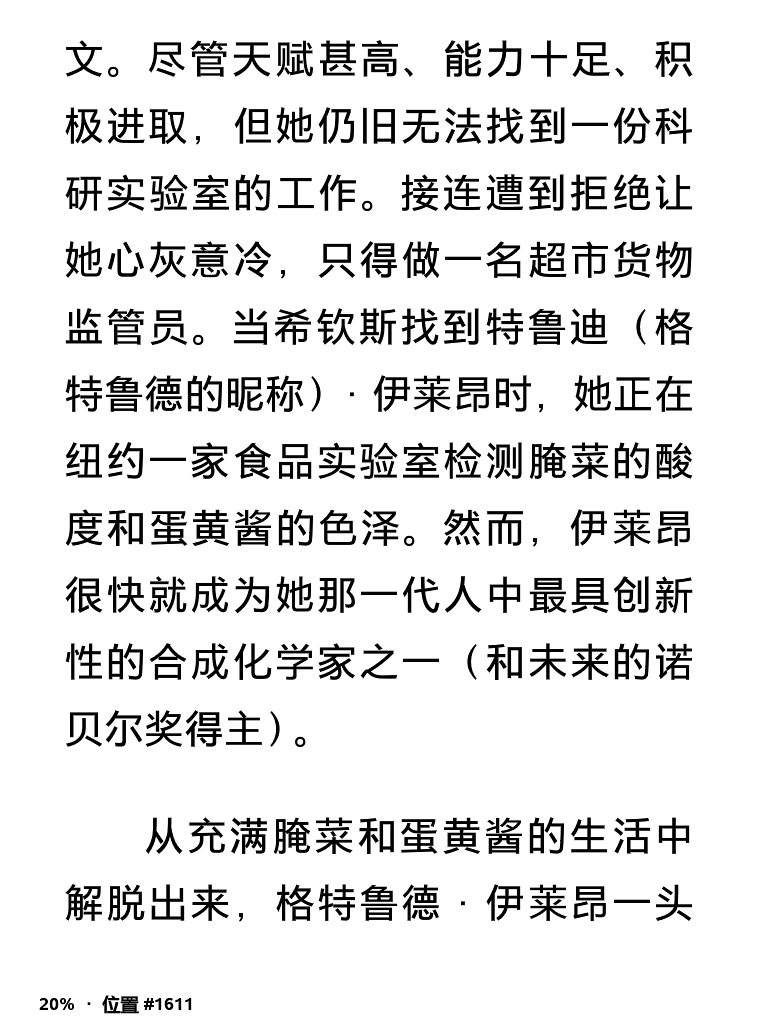 文。尽管天赋甚高、能力十足、积
极进取，但她仍旧无法找到一份科
研实验室的工作。接连遭到拒绝让
她心灰意冷，只得做一名超市货物
监管员。当希钦斯找到特鲁迪（格
特鲁德的昵称）· 伊莱昂时，她正在
纽约一家食品实验室检测腌菜的酸
度和蛋黄酱的色泽。然而，伊莱昂
很快就成为她那一代人中最具创新
性的合成化学家之一（和未来的诺
贝尔奖得主）。
从充满腌菜和蛋黄酱的生活中
解脱出来，格特鲁德 · 伊莱昂一头
20% · 位置 #1611